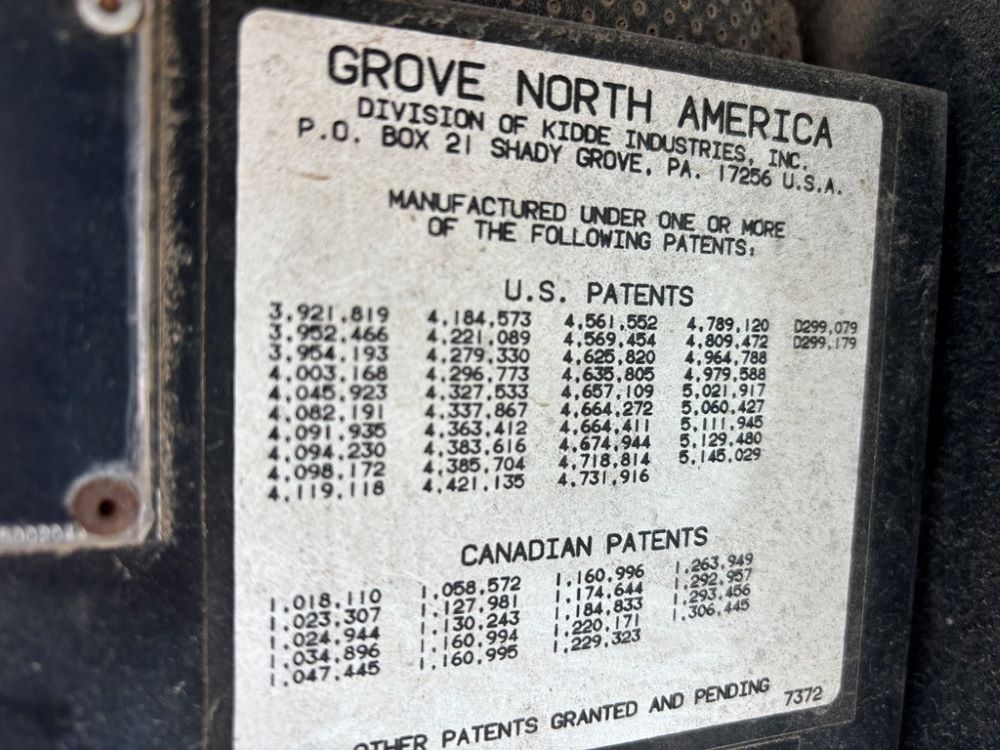 GROVE NORTH AMERICA
DIVISION OF KIDDE INDUSTRIES, INC.
P.O. BOX 21 SHADY GROVE, PA. 17256 U.S.A.
MANUFACTURED UNDER ONE OR MORE
OF THE FOLLOWING PATENTS:
U.S. PATENTS
3,921,819 4,184,573 4,561,552 4,789,120 D299,079
3,952,466 4,221,089 4,569,454 4,809,472 D299,179
3,954,193 4,279,330 4,625,820 4,964,788
4,003,168 4,296,773 4,635,805 4,979,588
4,045,923 4,327,533 4,657,109 5,021,917
4,082,191 4,337,867 4,664,272 5,060,427
4,091,935 4,363,412 4,664,411 5,111,945
4,094,230 4,383,616 4,674,944 5,129,480
4,098,172 4,385,704 4,718,814 5,145,029
4,119,118 4,421,135 4,731,916
CANADIAN PATENTS
1,018,110 1,058,572 1,160,996 1,263,949
1,023,307 1,127,981 1,174,644 1,292,957
1,024,944 1,130,243 1,184,833 1,293,456
1,034,896 1,160,994 1,220,171 1,306,445
1,047,445 1,160,995 1,229,323
OTHER PATENTS GRANTED AND PENDING 7372